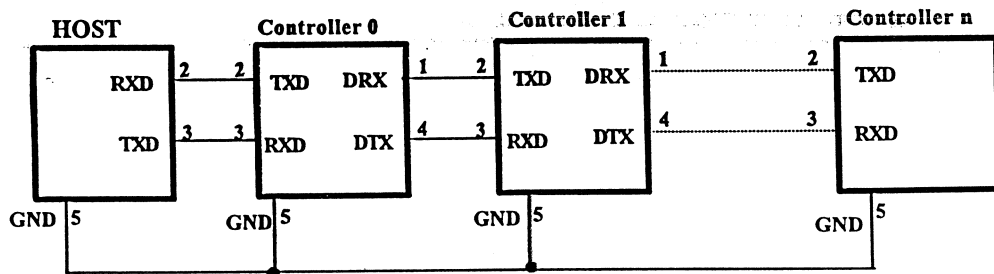 HOST
Controller 0
Controller 1
Controller n
RXD 2 2 TXD DRX 1 2 TXD DRX 1 2 TXD
TXD 3 3 RXD DTX 4 3 RXD DTX 4 3 RXD
GND 5 GND 5 GND 5 GND 5